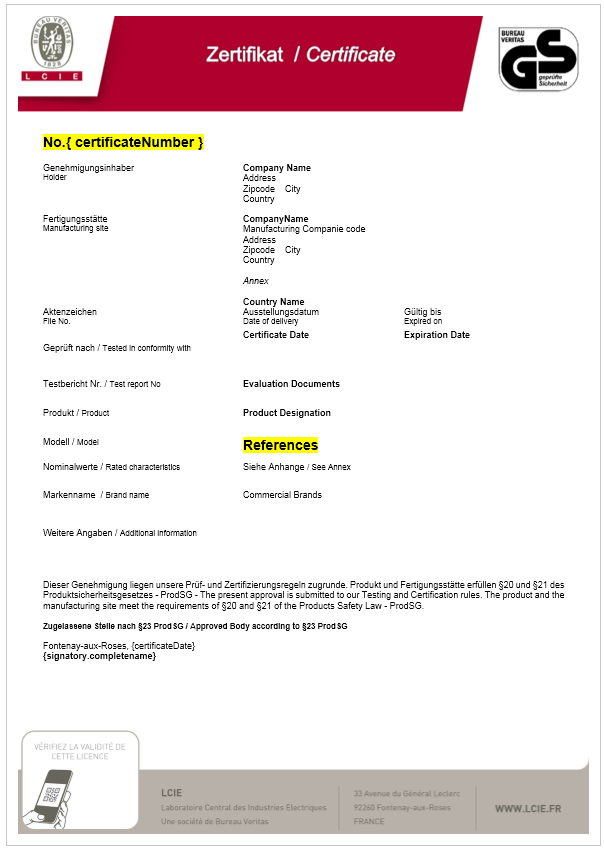 BUREAU VERITAS
1828
LCIE
Zertifikat / Certificate
BUREAU
VERITAS
GS
geprüfte
Sicherheit
No.{ certificateNumber }
Genehmigungsinhaber
Holder
Company Name
Address
Zipcode City
Country
Fertigungsstätte
Manufacturing site
CompanyName
Manufacturing Companie code
Address
Zipcode City
Country
Annex
Country Name
Aktenzeichen
File No.
Ausstellungsdatum
Date of delivery
Gültig bis
Expired on
Certificate Date
Expiration Date
Geprüft nach / Tested in conformity with
Testbericht Nr. / Test report No
Evaluation Documents
Produkt / Product
Product Designation
Modell / Model
References
Nominalwerte / Rated characteristics
Siehe Anhange / See Annex
Markenname / Brand name
Commercial Brands
Weitere Angaben / Additional information
Dieser Genehmigung liegen unsere Prüf- und Zertifizierungsregeln zugrunde. Produkt und Fertigungsstätte erfüllen §20 und §21 des
Produktsicherheitsgesetzes - ProdSG - The present approval is submitted to our Testing and Certification rules. The product and the
manufacturing site meet the requirements of §20 and §21 of the Products Safety Law - ProdSG.
Zugelassene Stelle nach §23 ProdSG / Approved Body according to §23 ProdSG
Fontenay-aux-Roses, {certificateDate}
{signatory.completename}
VÉRIFIEZ LA VALIDITÉ DE
CETTE LICENCE
LCIE
Laboratoire Central des Industries Electriques
Une société de Bureau Veritas
33 Avenue du Général Leclerc
92260 Fontenay-aux-Roses
FRANCE
WWW.LCIE.FR